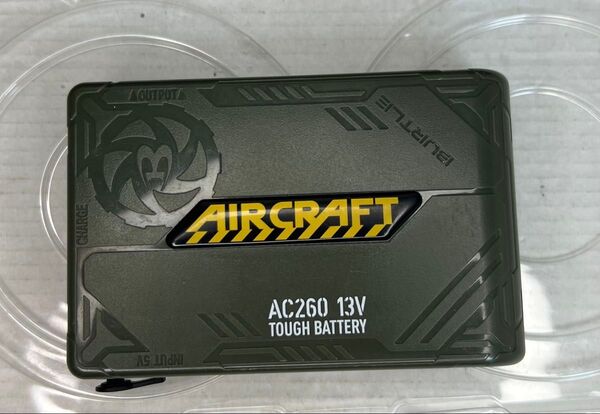 ▲OUTPUT▲
BURTLE
CHARGE
AIRCRAFT
AC260 13V
TOUGH BATTERY
INPUT 5V